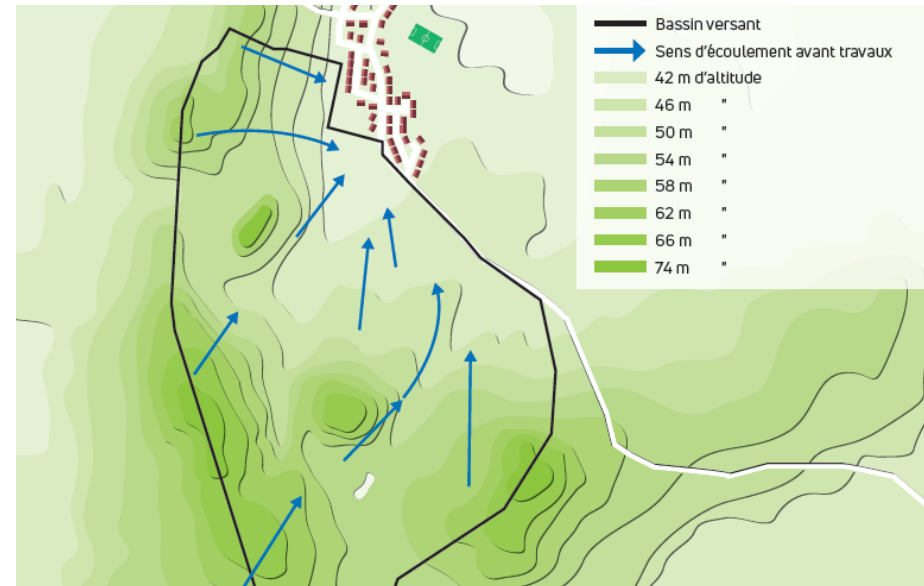 Bassin versant
Sens d'écoulement avant travaux
42 m d'altitude
46 m "
50 m "
54 m "
58 m "
62 m "
66 m "
74 m "